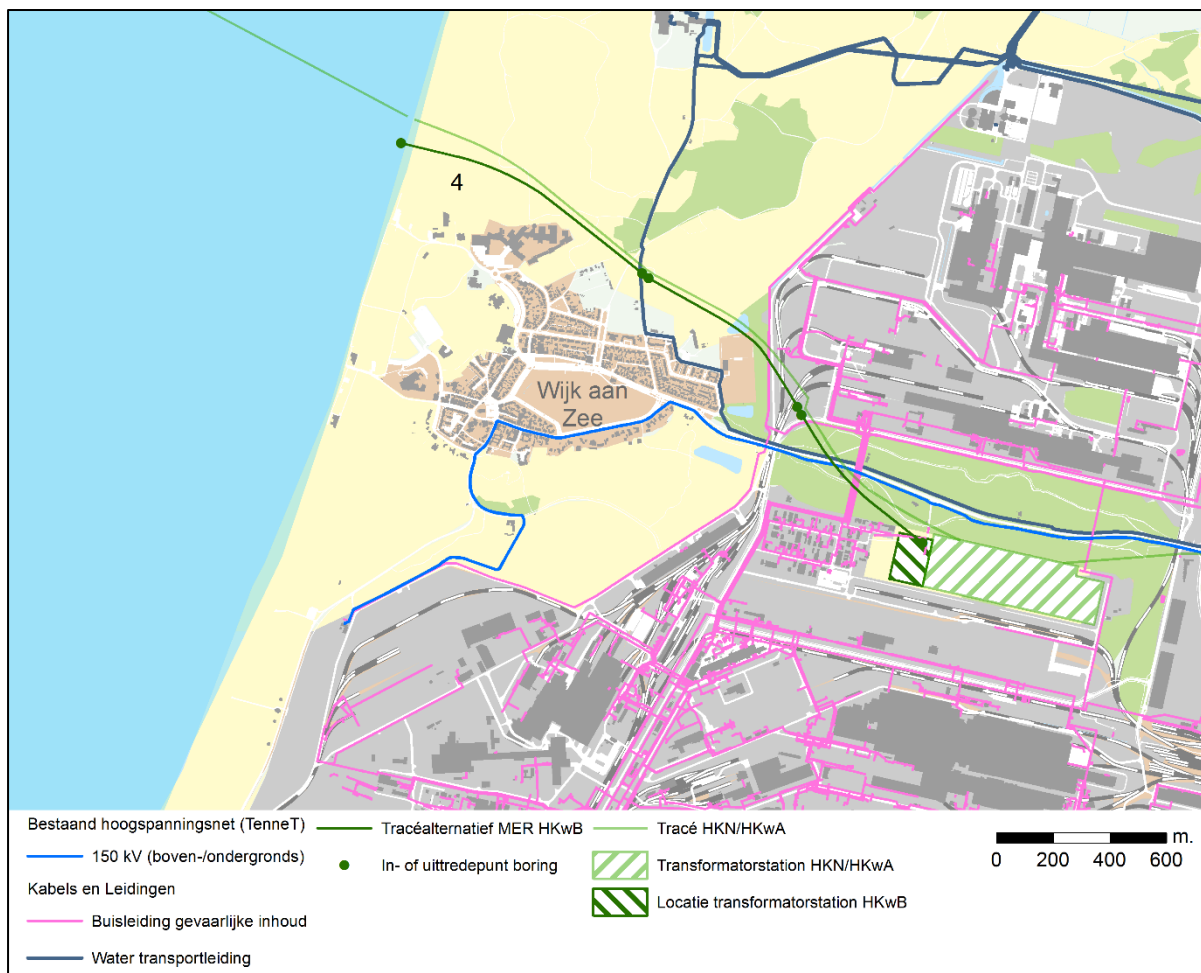 4
Wijk aan
Zee
Bestaand hoogspanningsnet (TenneT)
150 kV (boven-/ondergronds)
Kabels en Leidingen
Buisleiding gevaarlijke inhoud
Water transportleiding
Tracéalternatief MER HKwB
In- of uittredepunt boring
Tracé HKN/HKwA
Transformatorstation HKN/HKwA
Locatie transformatorstation HKwB
m.
0 200 400 600